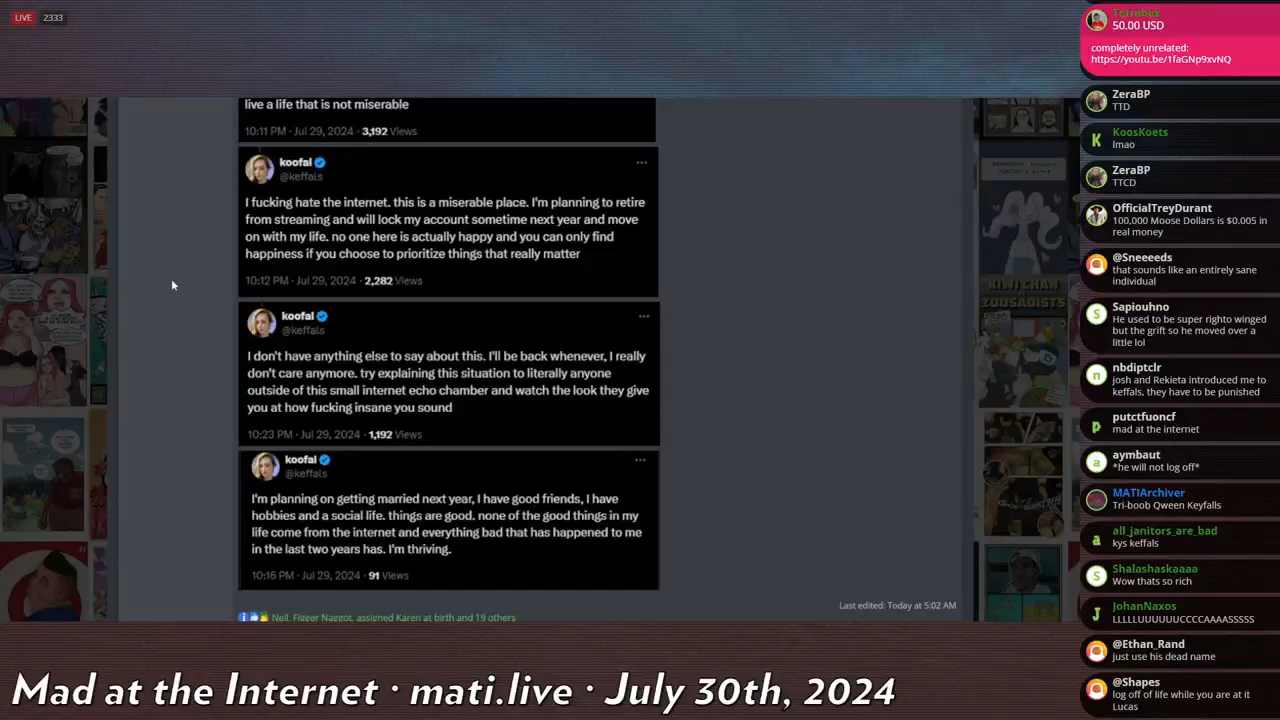 LIVE 2333
live a life that is not miserable
10:11 PM · Jul 29, 2024 · 3,192 Views
koofal
@keffals
I fucking hate the internet. this is a miserable place. I'm planning to retire
from streaming and will lock my account sometime next year and move
on with my life. no one here is actually happy and you can only find
happiness if you choose to prioritize things that really matter
10:12 PM · Jul 29, 2024 · 2,282 Views
koofal
@keffals
I don't have anything else to say about this. I'll be back whenever, I really
don't care anymore. try explaining this situation to literally anyone
outside of this small internet echo chamber and watch the look they give
you at how fucking insane you sound
10:23 PM · Jul 29, 2024 · 1,192 Views
koofal
@keffals
I'm planning on getting married next year, I have good friends, I have
hobbies and a social life. things are good. none of the good things in my
life come from the internet and everything bad that has happened to me
in the last two years has. I'm thriving.
10:16 PM · Jul 29, 2024 · 91 Views
Last edited: Today at 5:02 AM
Neil, Figger Naggot, assigned Karen at birth and 19 others
KIWI CHAN
ZOOSADISTS
Tetrobex
50.00 USD
completely unrelated:
https://youtu.be/1faGNp9xvNQ
ZeraBP
TTD
KoosKoets
lmao
ZeraBP
TTCD
OfficialTreyDurant
100,000 Moose Dollars is $0.005 in
real money
@Sneeeds
that sounds like an entirely sane
individual
Sapiouhno
He used to be super righto winged
but the grift so he moved over a
little lol
nbdiptclr
josh and Rekieta introduced me to
keffals, they have to be punished
putctfuoncf
mad at the internet
aymbaut
*he will not log off*
MATIArchiver
Tri-boob Qween Keyfalls
all_janitors_are_bad
kys keffals
Shalashaskaaaa
Wow thats so rich
JohanNaxos
LLLLLUUUUUUCCCCAAAASSSSS
@Ethan_Rand
just use his dead name
@Shapes
log off of life while you are at it
Lucas
Mad at the Internet · mati.live · July 30th, 2024